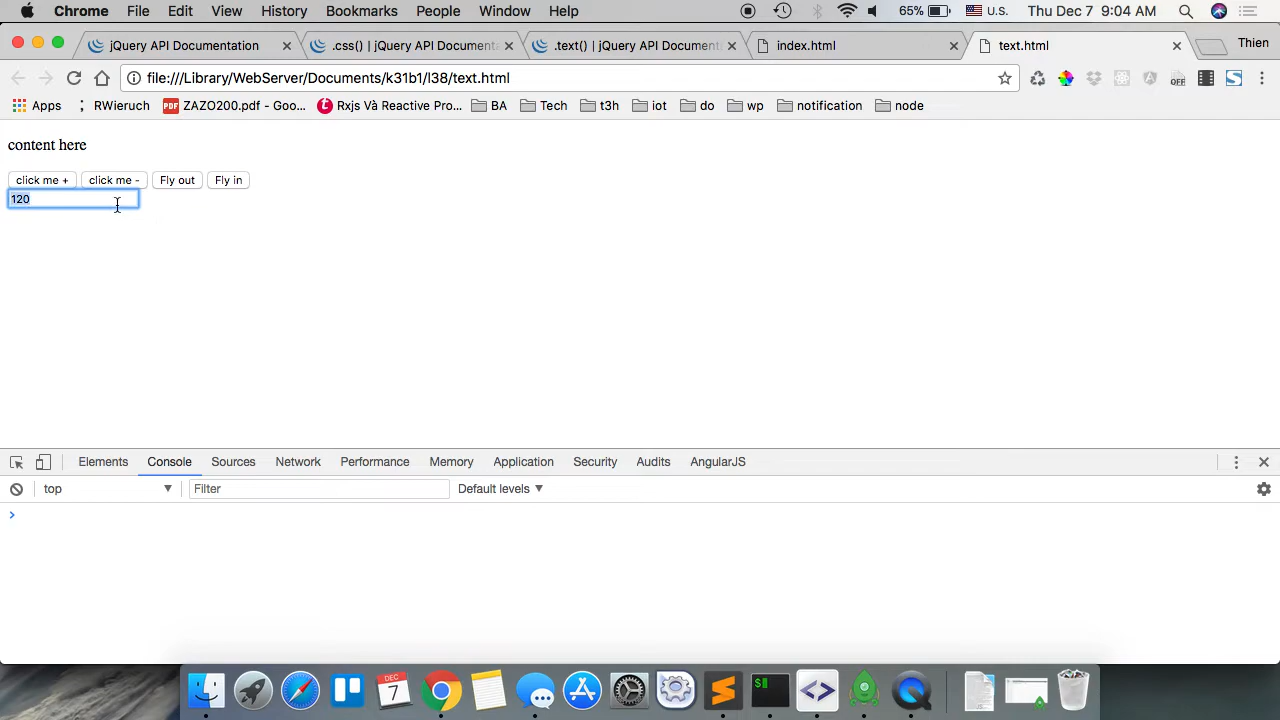 Chrome File Edit View History Bookmarks People Window Help 65% U.S. Thu Dec 7 9:04 AM
jQuery API Documentation .css() | jQuery API Documenta .text() | jQuery API Document index.html text.html Thien
file:///Library/WebServer/Documents/k31b1/l38/text.html
Apps RWieruch ZAZO200.pdf - Goo... Rxjs Và Reactive Pro... BA Tech t3h iot do wp notification node
content here
click me + click me - Fly out Fly in
120
Elements Console Sources Network Performance Memory Application Security Audits AngularJS
top Filter Default levels
DEC
7